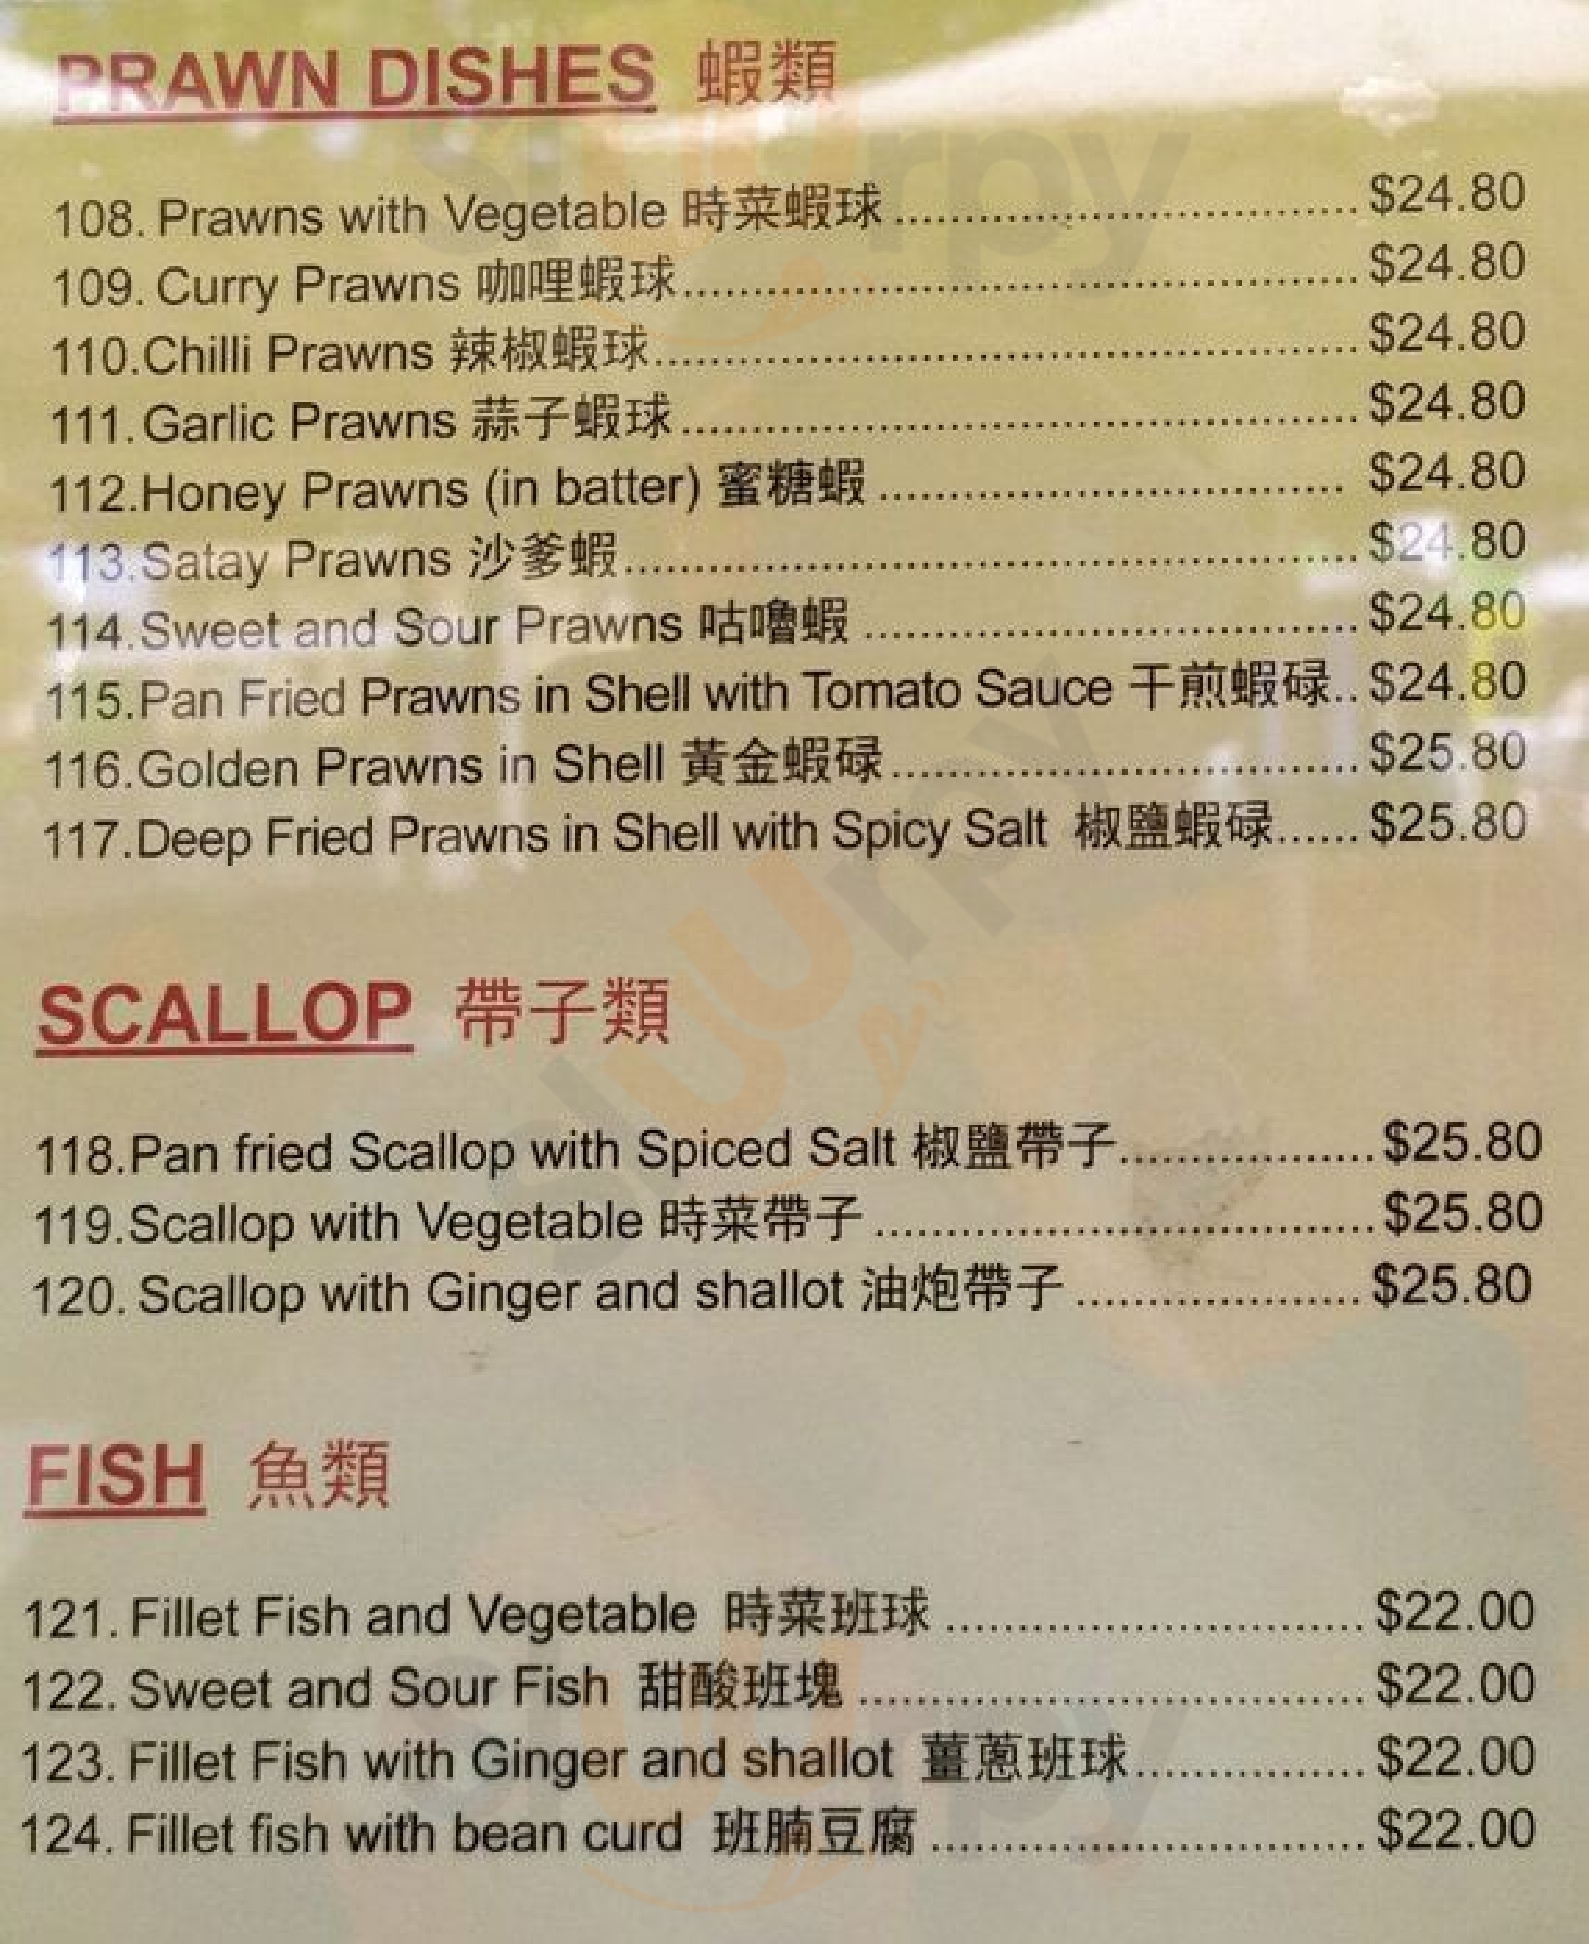 PRAWN DISHES 蝦類
108. Prawns with Vegetable 時菜蝦球 ........................................ $24.80
109. Curry Prawns 咖哩蝦球........................................ $24.80
110.Chilli Prawns 辣椒蝦球........................................ $24.80
111.Garlic Prawns 蒜子蝦球 ........................................ $24.80
112.Honey Prawns (in batter) 蜜糖蝦 ........................................ $24.80
113.Satay Prawns 沙爹蝦........................................ $24.80
114.Sweet and Sour Prawns 咕嚕蝦 ........................................ $24.80
115.Pan Fried Prawns in Shell with Tomato Sauce 干煎蝦碌.. $24.80
116.Golden Prawns in Shell 黃金蝦碌........................................ $25.80
117.Deep Fried Prawns in Shell with Spicy Salt 椒鹽蝦碌...... $25.80
SCALLOP 帶子類
118.Pan fried Scallop with Spiced Salt 椒鹽帶子.................. $25.80
119.Scallop with Vegetable 時菜帶子 .................................. $25.80
120. Scallop with Ginger and shallot 油炮帶子 .................... $25.80
FISH 魚類
121. Fillet Fish and Vegetable 時菜班球 ............................. $22.00
122. Sweet and Sour Fish 甜酸班塊 ................................... $22.00
123. Fillet Fish with Ginger and shallot 薑蔥班球................ $22.00
124. Fillet fish with bean curd 班腩豆腐 .............................. $22.00
slurpy
slurpy
slurpy